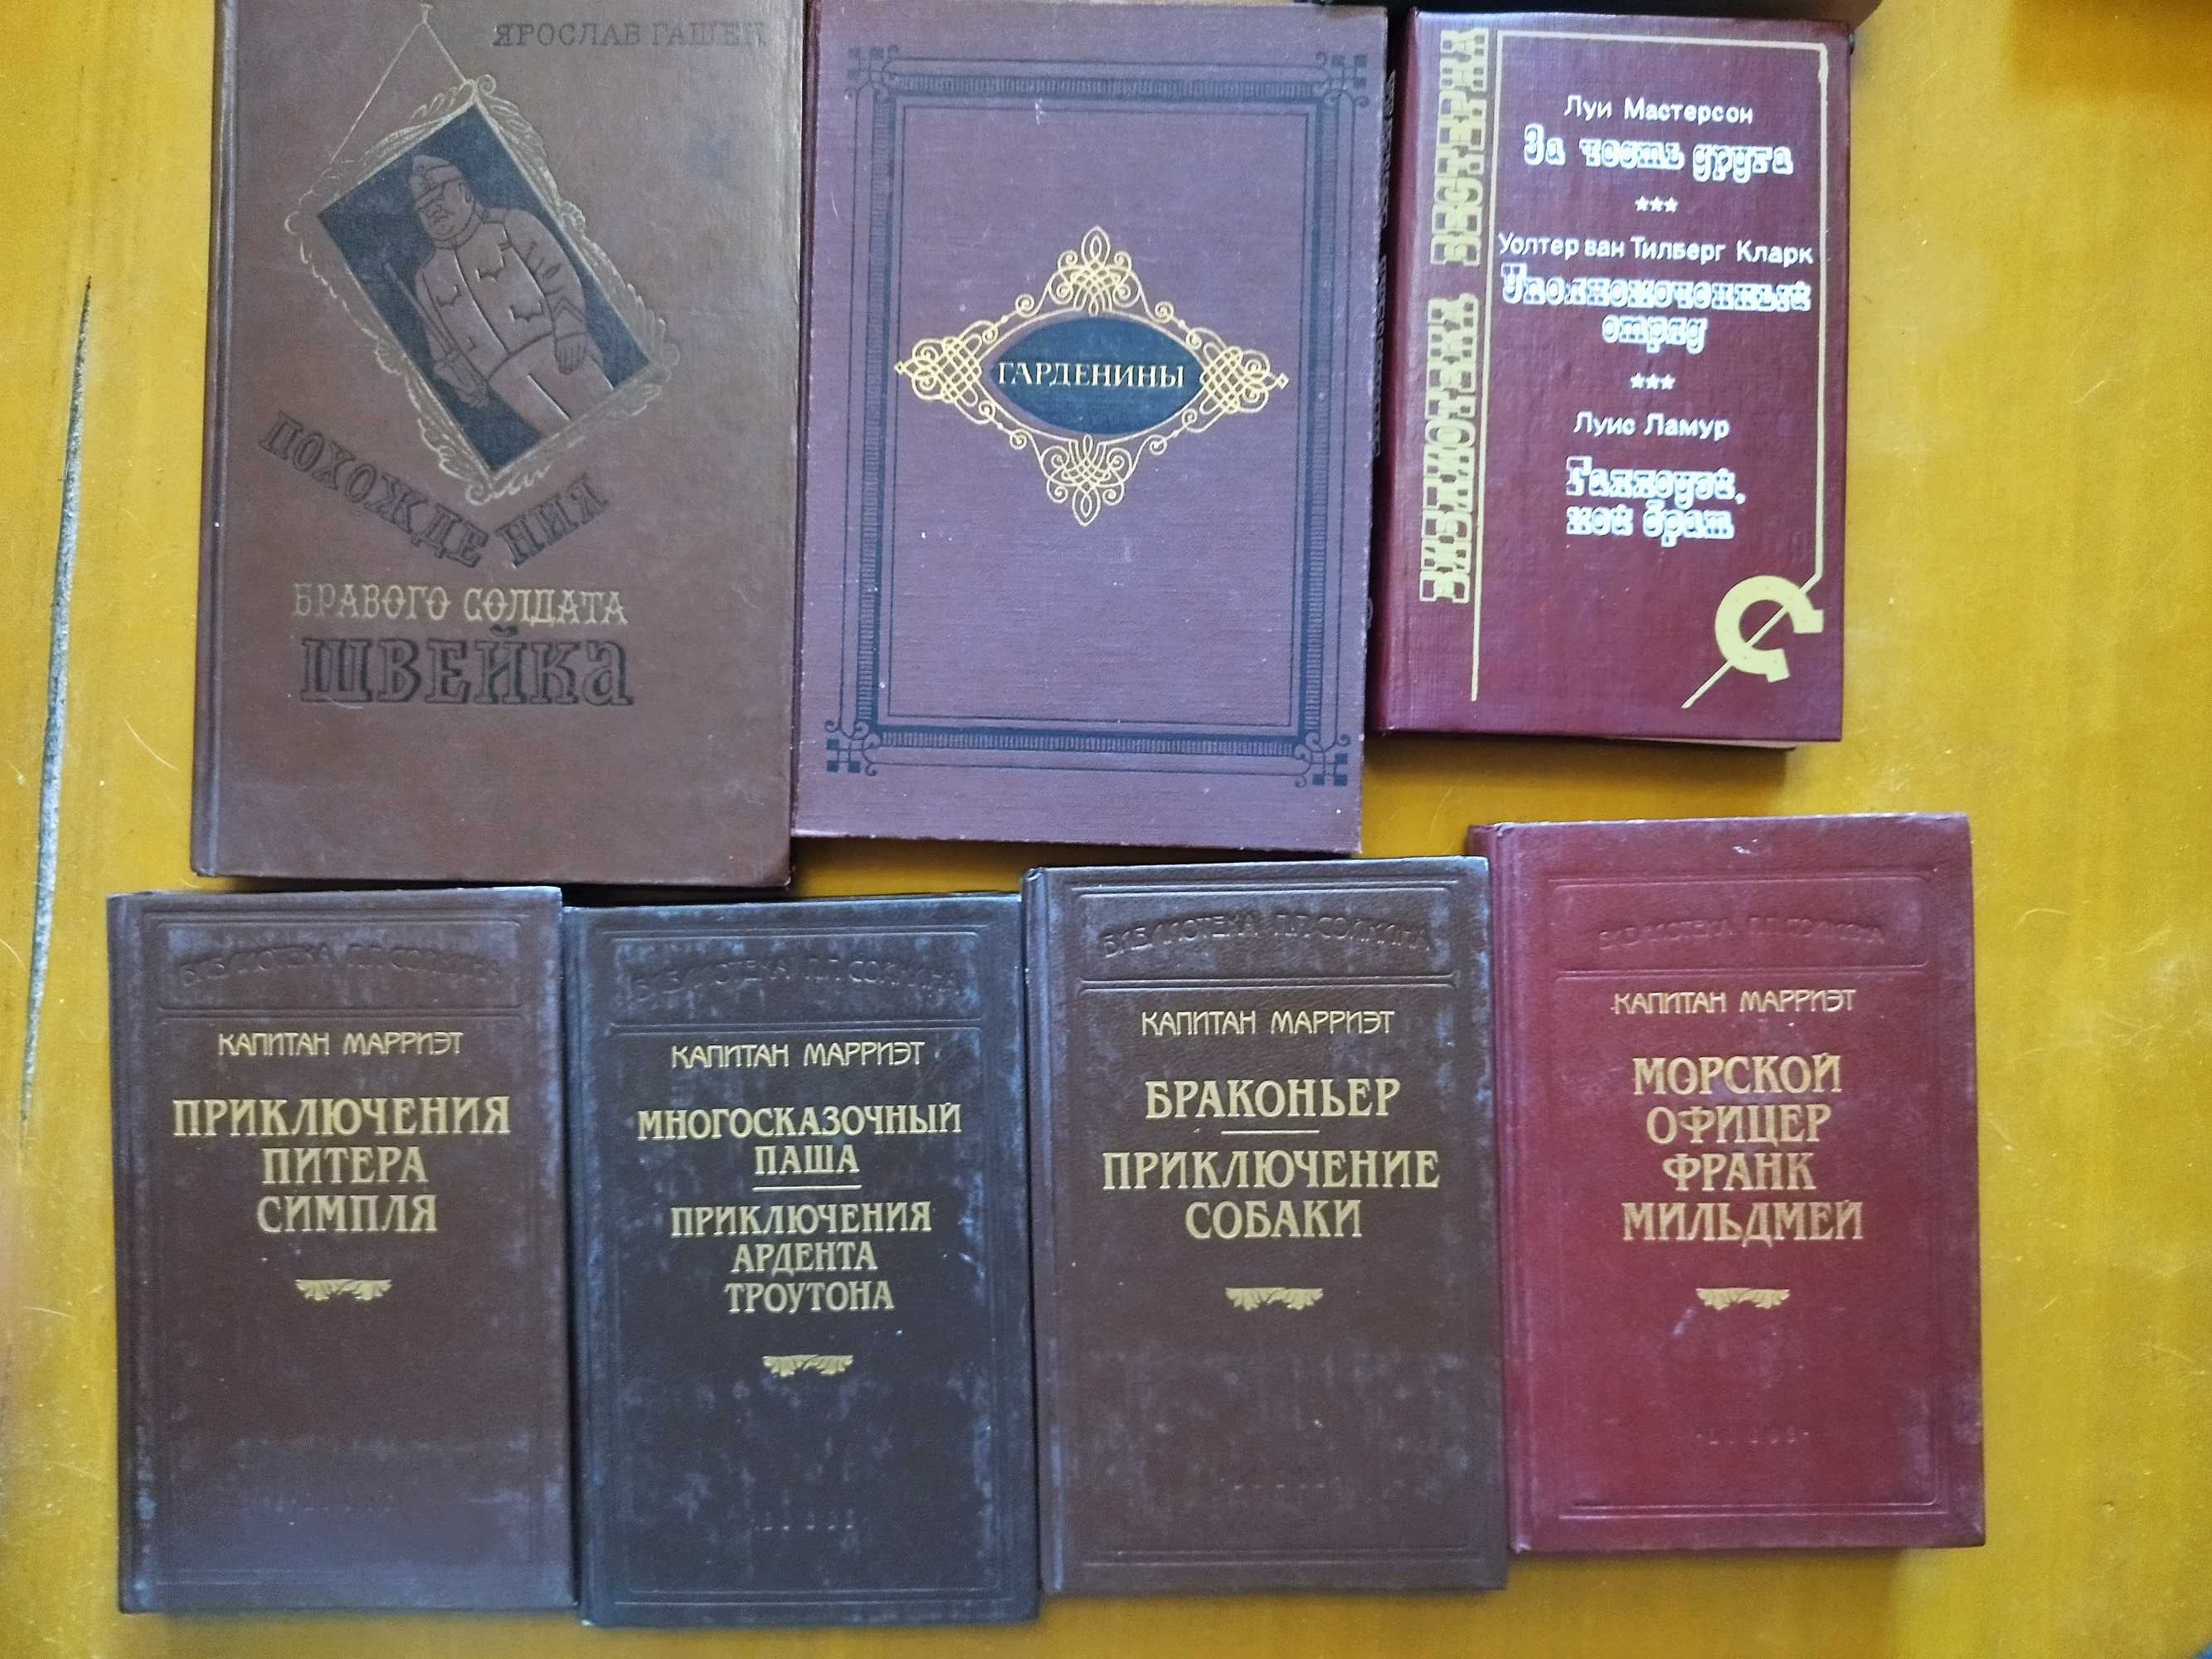 ЯРОСЛАВ ГАШЕК
ПОХОЖДЕНИЯ
БРАВОГО СОЛДАТА
ШВЕЙКА
ГАРДЕНИНЫ
БИБЛИОТЕКА ВЕСТЕРНА
Луи Мастерсон
За честь друга
***
Уолтер ван Тилберг Кларк
Уполномоченный
отряд
***
Луис Ламур
Галлоуэй,
мой брат
БИБЛИОТЕКА П.П.СОЙКИНА
КАПИТАН МАРРИЭТ
ПРИКЛЮЧЕНИЯ
ПИТЕРА
СИМПЛЯ
БИБЛИОТЕКА П.П.СОЙКИНА
КАПИТАН МАРРИЭТ
МНОГОСКАЗОЧНЫЙ
ПАША
ПРИКЛЮЧЕНИЯ
АРДЕНТА
ТРОУТОНА
БИБЛИОТЕКА П.П.СОЙКИНА
КАПИТАН МАРРИЭТ
БРАКОНЬЕР
ПРИКЛЮЧЕНИЕ
СОБАКИ
БИБЛИОТЕКА П.П.СОЙКИНА
КАПИТАН МАРРИЭТ
МОРСКОЙ
ОФИЦЕР
ФРАНК
МИЛЬДМЕЙ